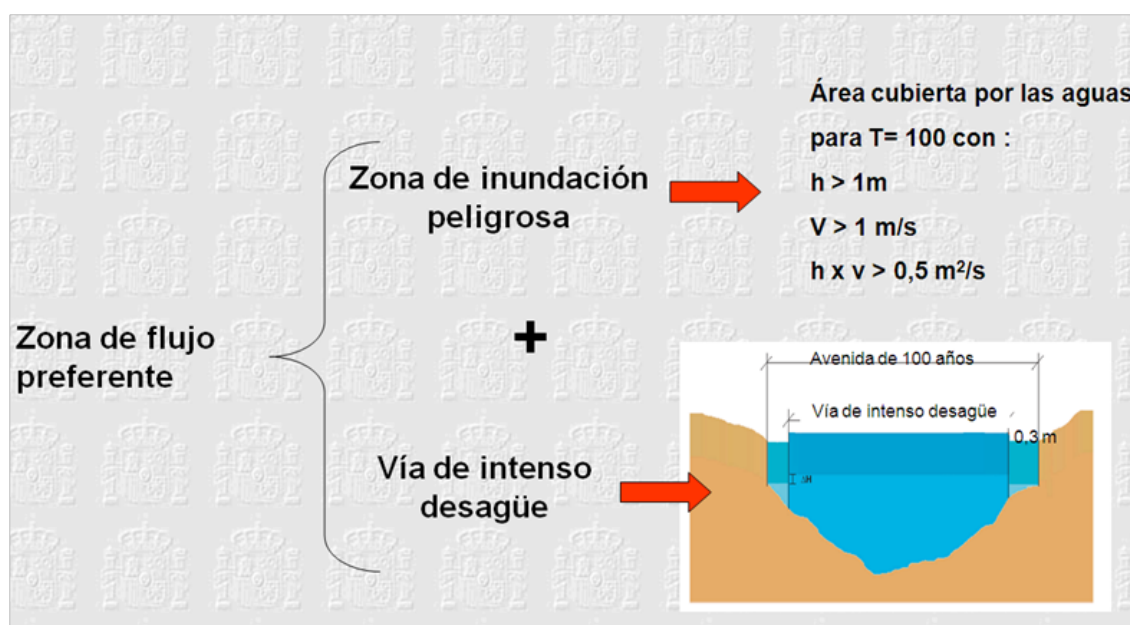 Zona de flujo
preferente
Zona de inundación
peligrosa
Área cubierta por las aguas
para T= 100 con :
h > 1m
V > 1 m/s
h x v > 0,5 m²/s
+
Vía de intenso
desagüe
Avenida de 100 años
Vía de intenso desagüe
0,3 m